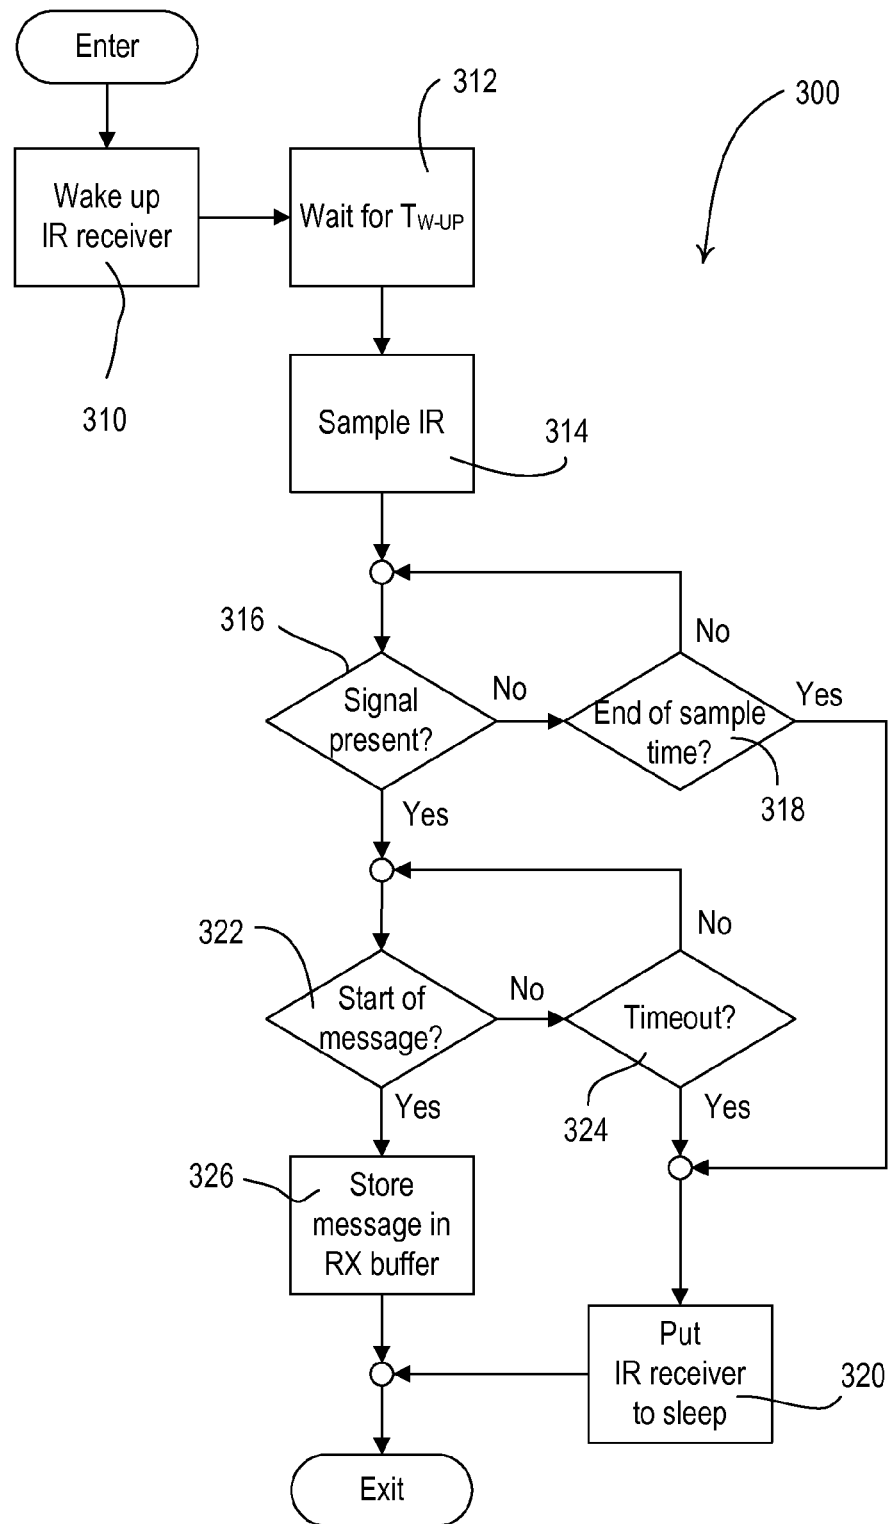 Enter
312
300
Wake up
IR receiver
Wait for TW-UP
310
Sample IR
314
316
No
Signal
present?
No
End of sample
time?
Yes
318
Yes
322
No
Start of
message?
No
Timeout?
Yes
324
Yes
326
Store
message in
RX buffer
Put
IR receiver
to sleep
320
Exit